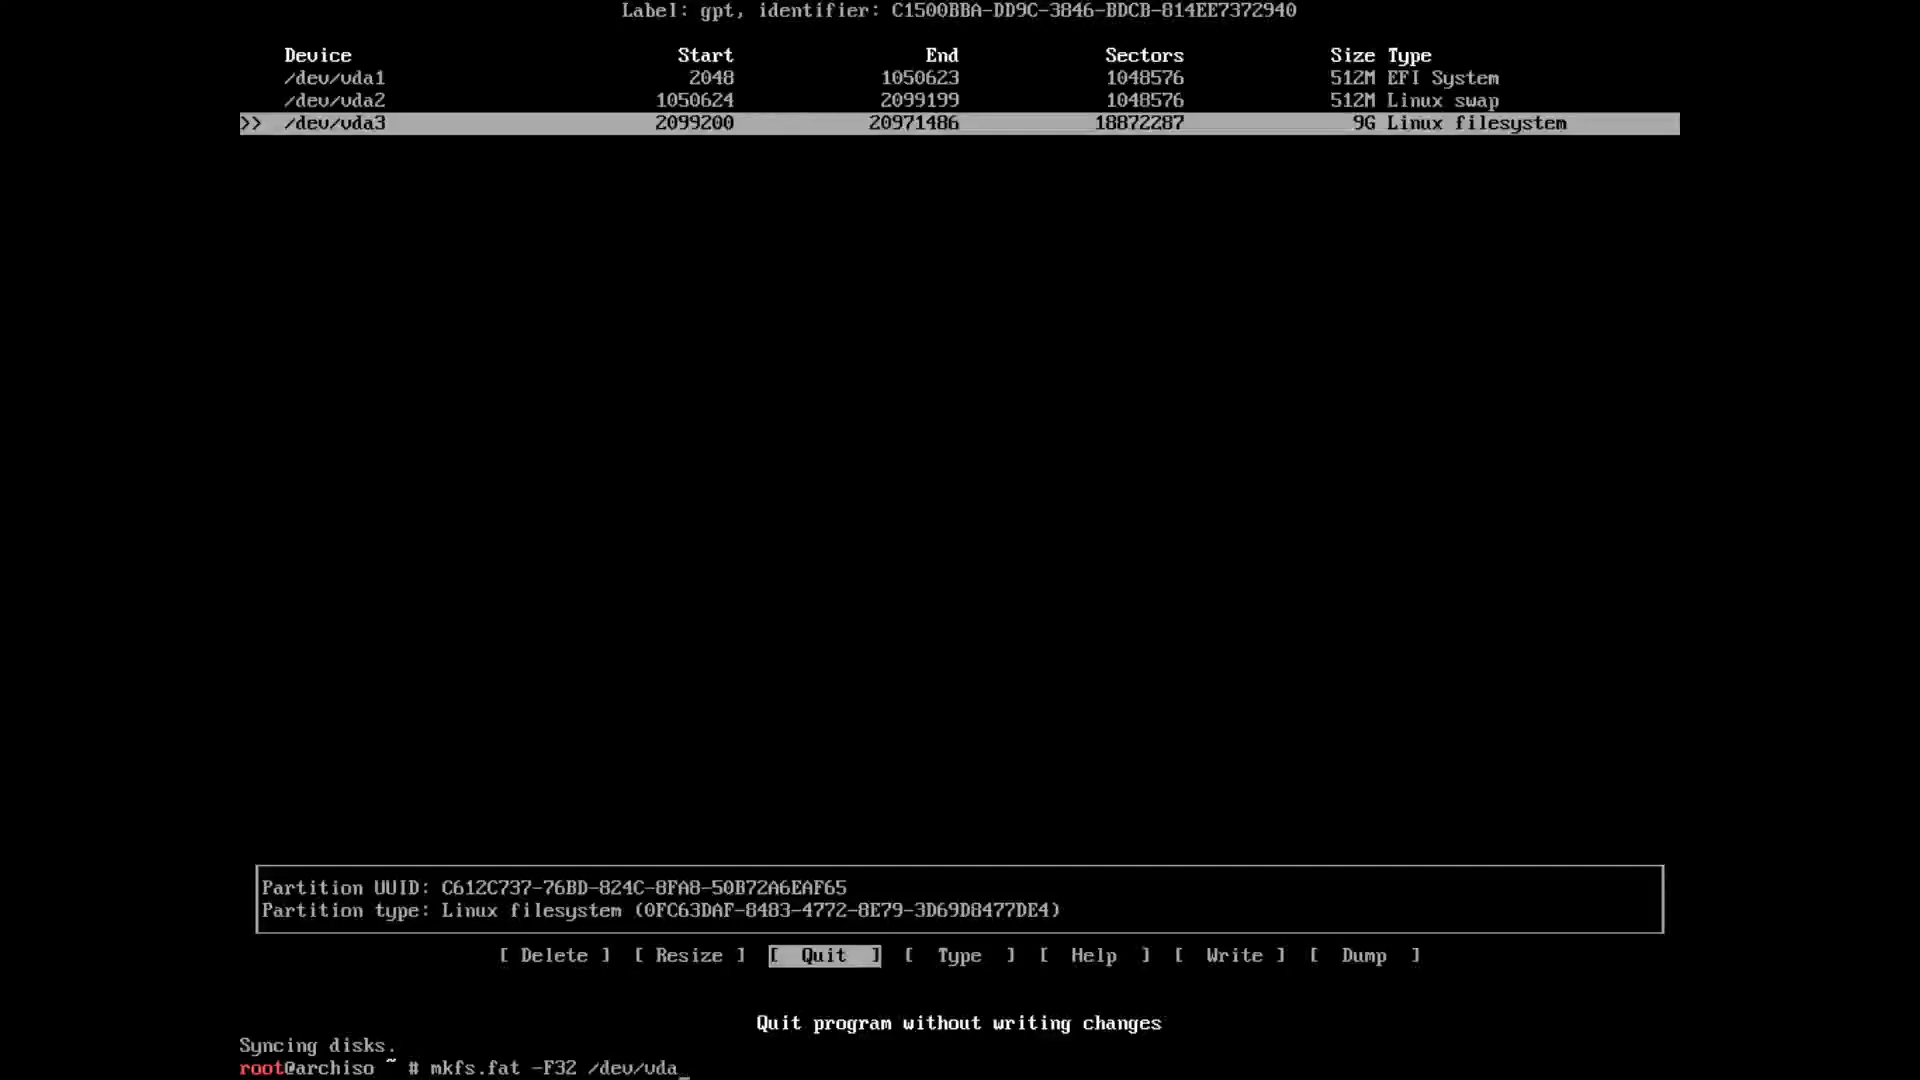 Label: gpt, identifier: C1500BBA-DD9C-3846-BDCB-814EE7372940
Device Start End Sectors Size Type
/dev/vda1 2048 1050623 1048576 512M EFI System
/dev/vda2 1050624 2099199 1048576 512M Linux swap
>> /dev/vda3 2099200 20971486 18872287 9G Linux filesystem
Partition UUID: C612C737-76BD-824C-8FA8-50B72A6EAF65
Partition type: Linux filesystem (0FC63DAF-8483-4772-8E79-3D69D8477DE4)
[ Delete ] [ Resize ] [ Quit ] [ Type ] [ Help ] [ Write ] [ Dump ]
Quit program without writing changes
Syncing disks.
root@archiso ~ # mkfs.fat -F32 /dev/vda_